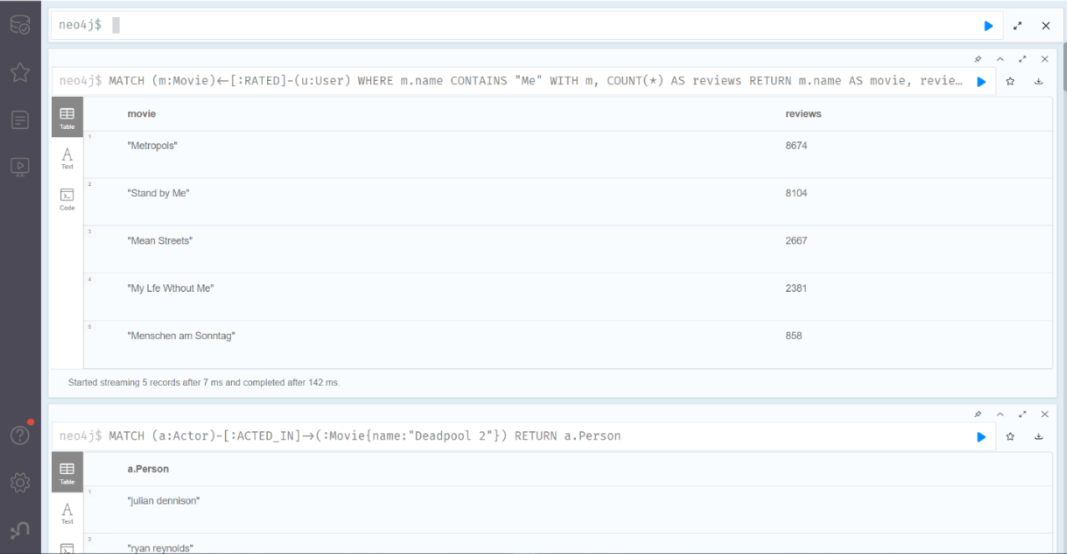 neo4j$
neo4j$ MATCH (m:Movie)<-[:RATED]-(u:User) WHERE m.name CONTAINS "Me" WITH m, COUNT(*) AS reviews RETURN m.name AS movie, revie…
Table
movie
reviews
1
"Metropols"
8674
Text
2
"Stand by Me"
8104
Code
3
"Mean Streets"
2667
4
"My Lfe Wthout Me"
2381
5
"Menschen am Sonntag"
858
Started streaming 5 records after 7 ms and completed after 142 ms.
neo4j$ MATCH (a:Actor)-[:ACTED_IN]->(:Movie{name:"Deadpool 2"}) RETURN a.Person
Table
a.Person
1
"julian dennison"
Text
2
"ryan reynolds"